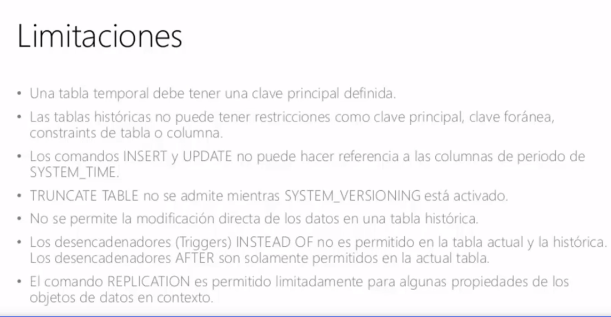 Limitaciones
• Una tabla temporal debe tener una clave principal definida.
• Las tablas históricas no puede tener restricciones como clave principal, clave foránea,
constraints de tabla o columna.
• Los comandos INSERT y UPDATE no puede hacer referencia a las columnas de periodo de
SYSTEM_TIME.
• TRUNCATE TABLE no se admite mientras SYSTEM_VERSIONING está activado.
• No se permite la modificación directa de los datos en una tabla histórica.
• Los desencadenadores (Triggers) INSTEAD OF no es permitido en la tabla actual y la histórica.
Los desencadenadores AFTER son solamente permitidos en la actual tabla.
• El comando REPLICATION es permitido limitadamente para algunas propiedades de los
objetos de datos en contexto.